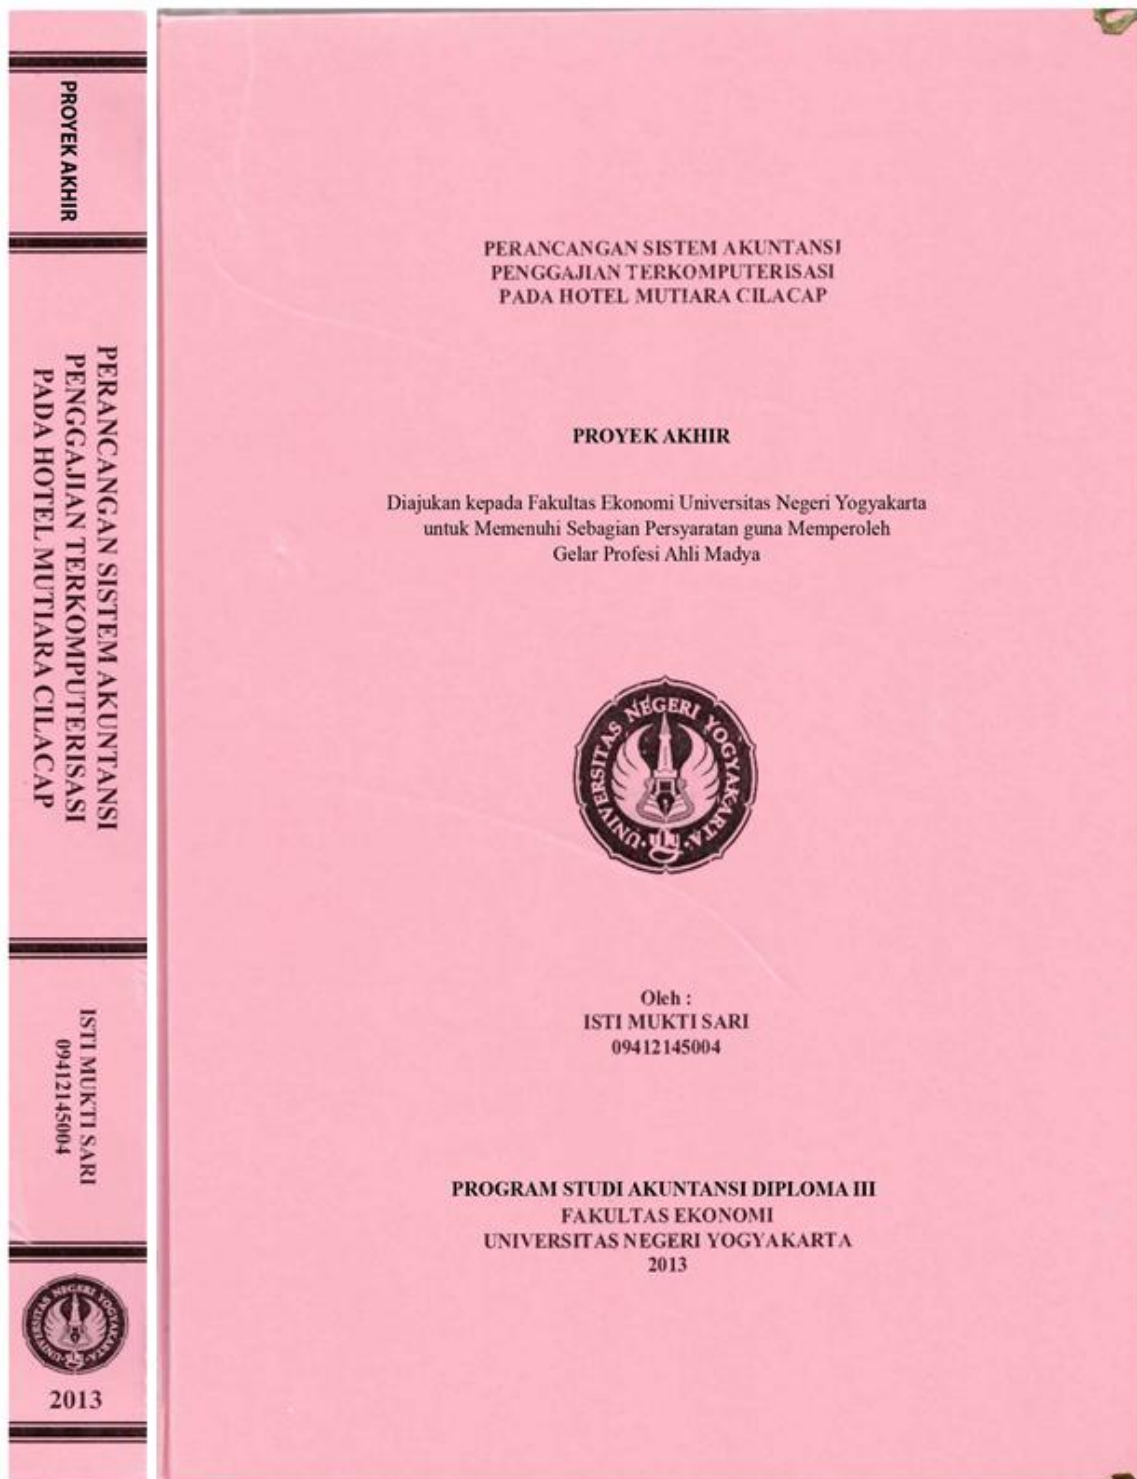 PROYEK AKHIR
PERANCANGAN SISTEM AKUNTANSI
PENGGAJIAN TERKOMPUTERISASI
PADA HOTEL MUTIARA CILACAP
ISTI MUKTI SARI
09412145004
UNIVERSITAS NEGERI YOGYAKARTA
2013
PERANCANGAN SISTEM AKUNTANSI
PENGGAJIAN TERKOMPUTERISASI
PADA HOTEL MUTIARA CILACAP
PROYEK AKHIR
Diajukan kepada Fakultas Ekonomi Universitas Negeri Yogyakarta
untuk Memenuhi Sebagian Persyaratan guna Memperoleh
Gelar Profesi Ahli Madya
UNIVERSITAS NEGERI YOGYAKARTA
Oleh :
ISTI MUKTI SARI
09412145004
PROGRAM STUDI AKUNTANSI DIPLOMA III
FAKULTAS EKONOMI
UNIVERSITAS NEGERI YOGYAKARTA
2013